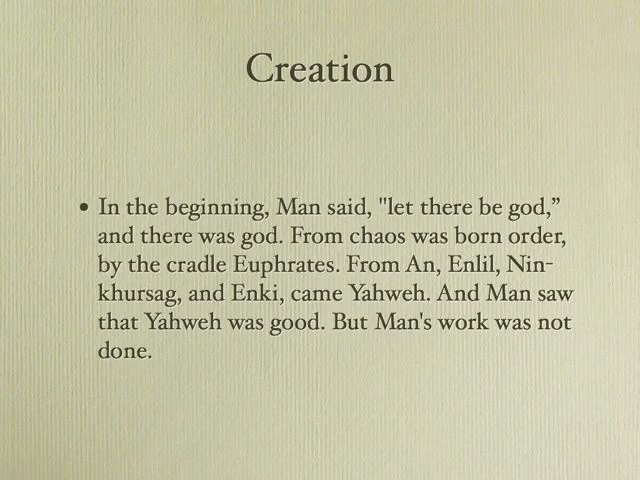 Creation
• In the beginning, Man said, "let there be god,”
and there was god. From chaos was born order,
by the cradle Euphrates. From An, Enlil, Nin-
khursag, and Enki, came Yahweh. And Man saw
that Yahweh was good. But Man's work was not
done.